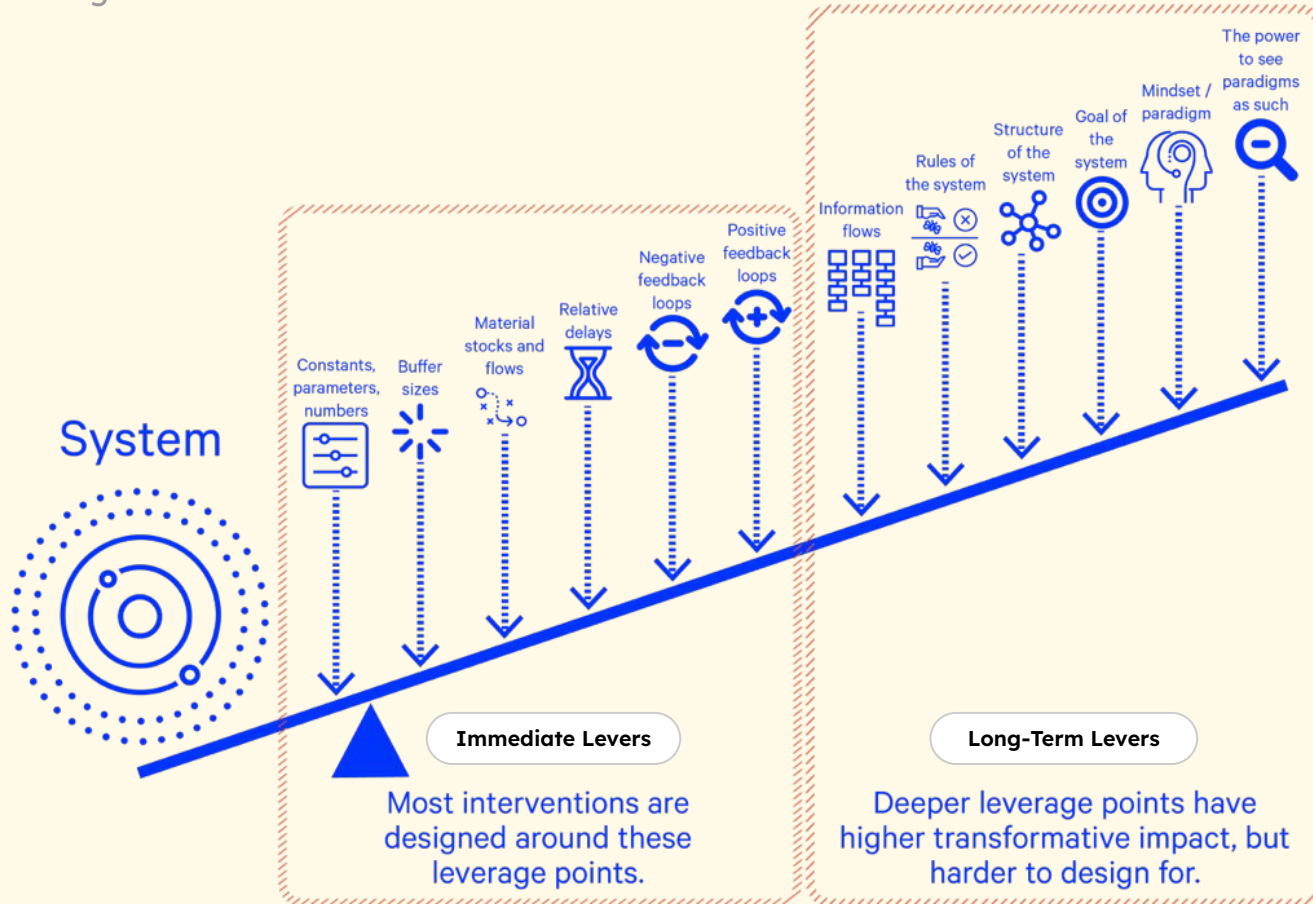 System
Constants,
parameters,
numbers
Buffer
sizes
Material
stocks and
flows
Relative
delays
Negative
feedback
loops
Positive
feedback
loops
Information
flows
Rules of
the system
Structure
of the
system
Goal of
the
system
Mindset /
paradigm
The power
to see
paradigms
as such
Immediate Levers
Most interventions are
designed around these
leverage points.
Long-Term Levers
Deeper leverage points have
higher transformative impact, but
harder to design for.